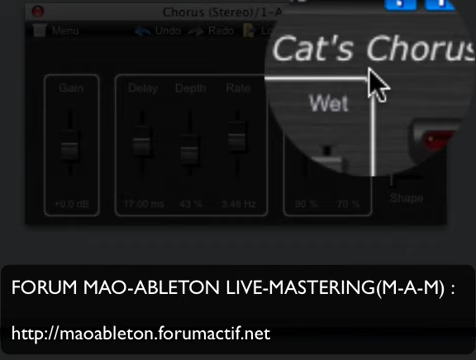 Chorus (Stereo)/1-A
Menu
Undo
Redo
Cat's Chorus
Gain
Delay
Depth
Rate
Wet
+0.0 dB
17.00 ms
43 %
3.46 Hz
90 %
70 %
Shape
FORUM MAO-ABLETON LIVE-MASTERING(M-A-M) :
http://maoableton.forumactif.net